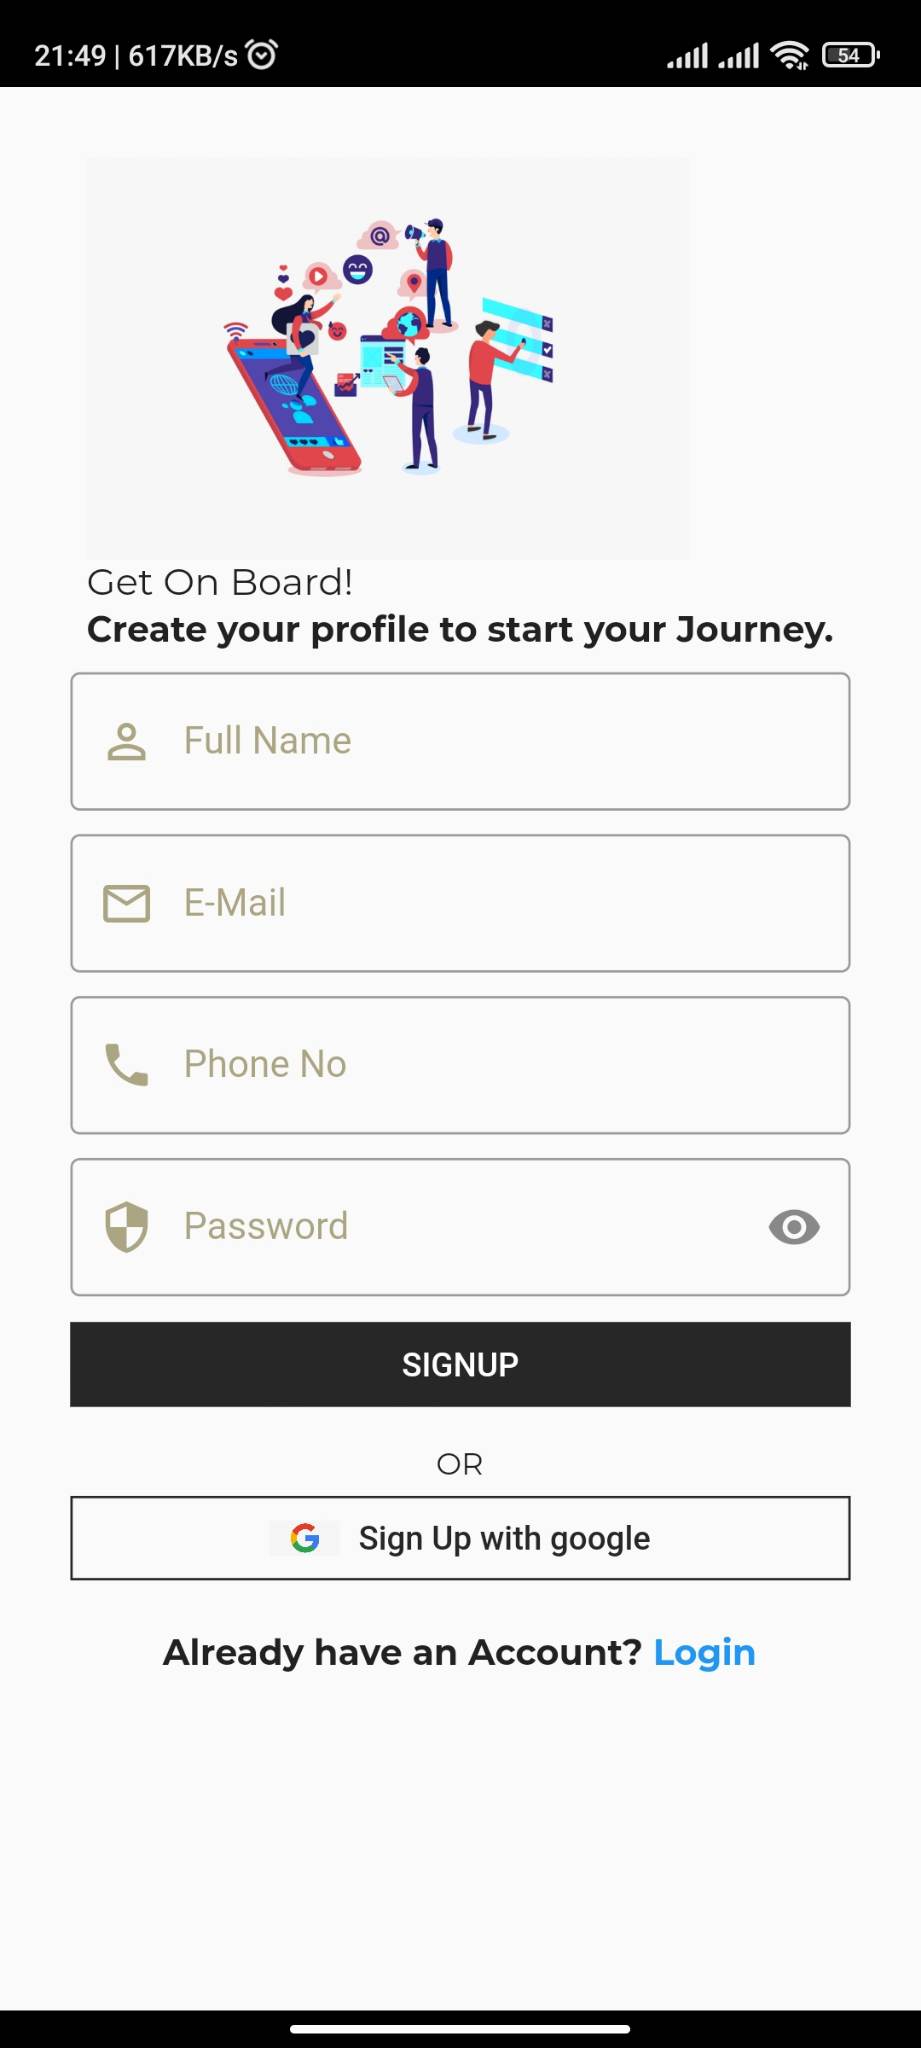 21:49 | 617KB/s
54
@
Get On Board!
Create your profile to start your Journey.
Full Name
E-Mail
Phone No
Password
SIGNUP
OR
G Sign Up with google
Already have an Account? Login